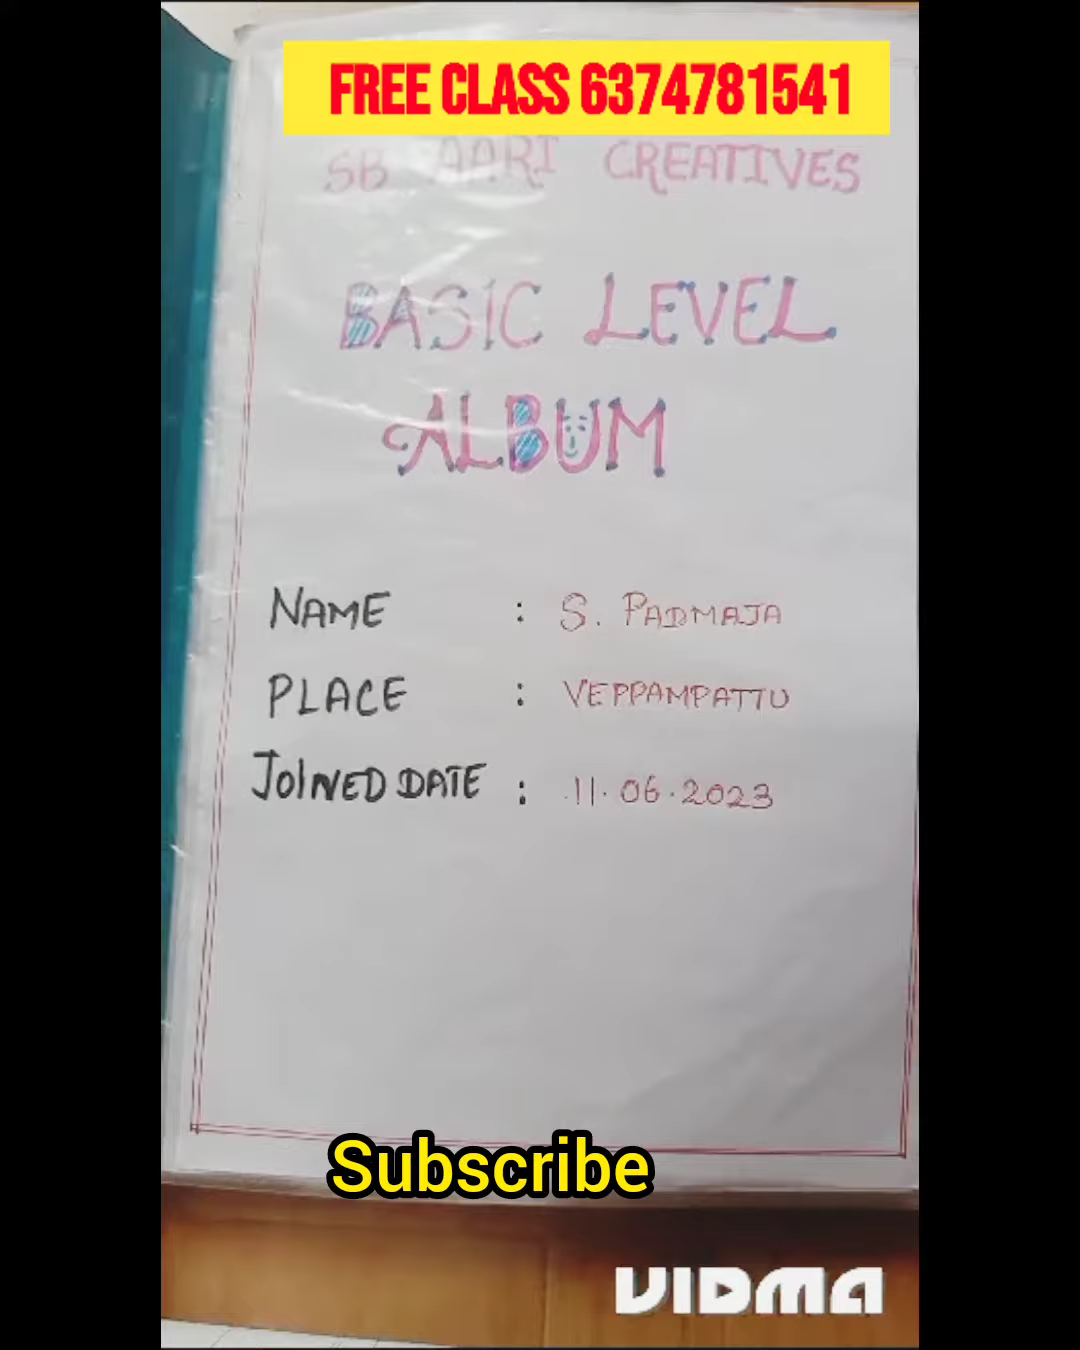 FREE CLASS 6374781541
SB AARI CREATIVES
BASIC LEVEL
ALBUM
NAME : S. PADMAJA
PLACE : VEPPAMPATTU
JOINED DATE : 11.06.2023
Subscribe
VIDMA